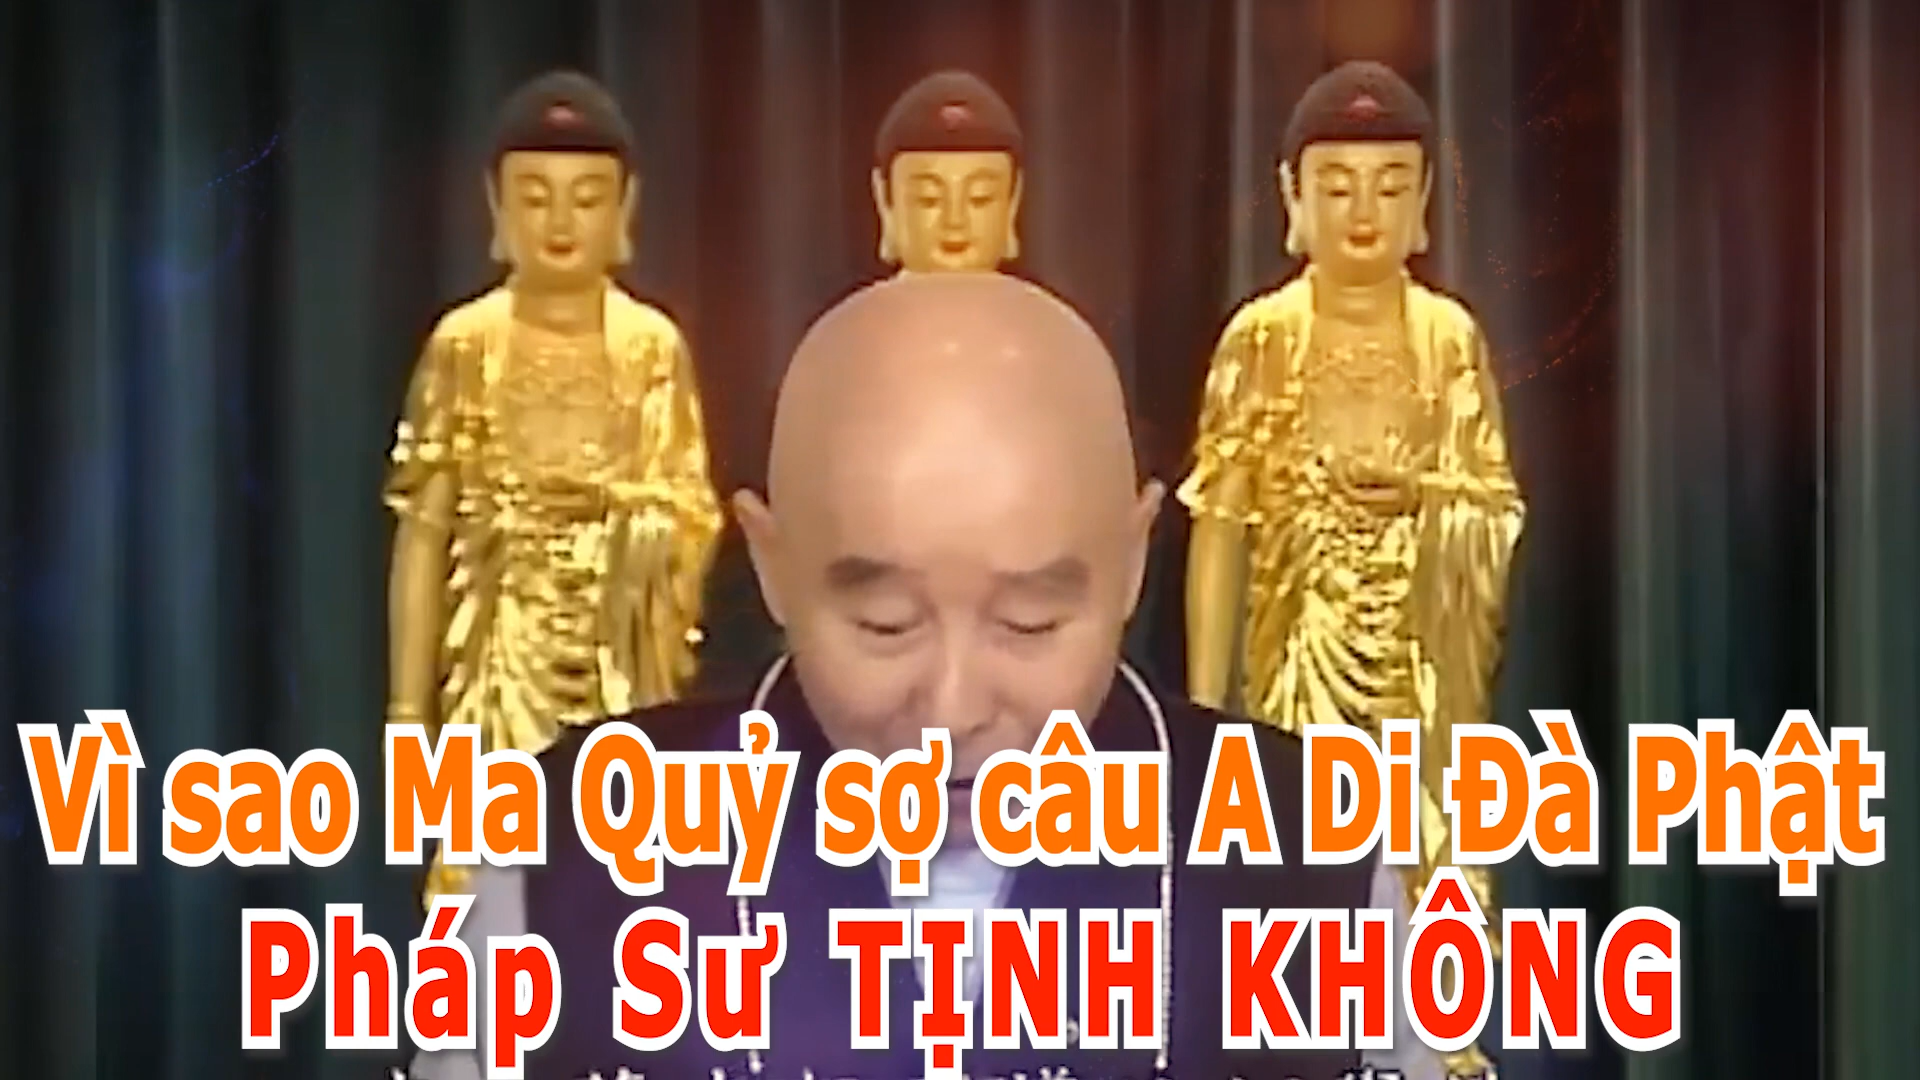 Vì sao Ma Quỷ sợ câu A Di Đà Phật
Pháp Sư TỊNH KHÔNG